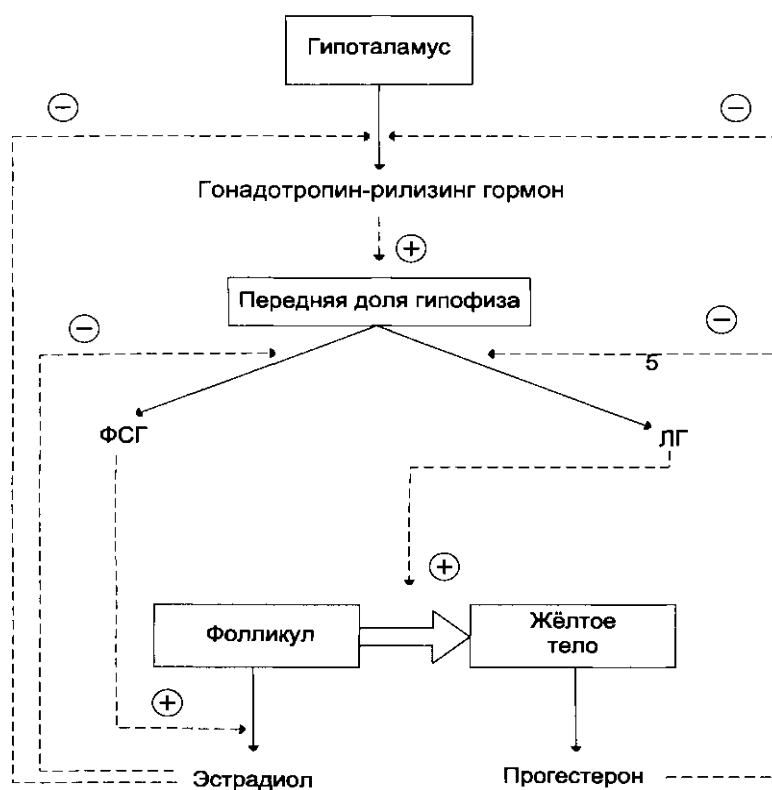 Гипоталамус
−
−
Гонадотропин-рилизинг гормон
+
Передняя доля гипофиза
−
−
5
ФСГ
ЛГ
+
Фолликул
Жёлтое
тело
+
Эстрадиол
Прогестерон